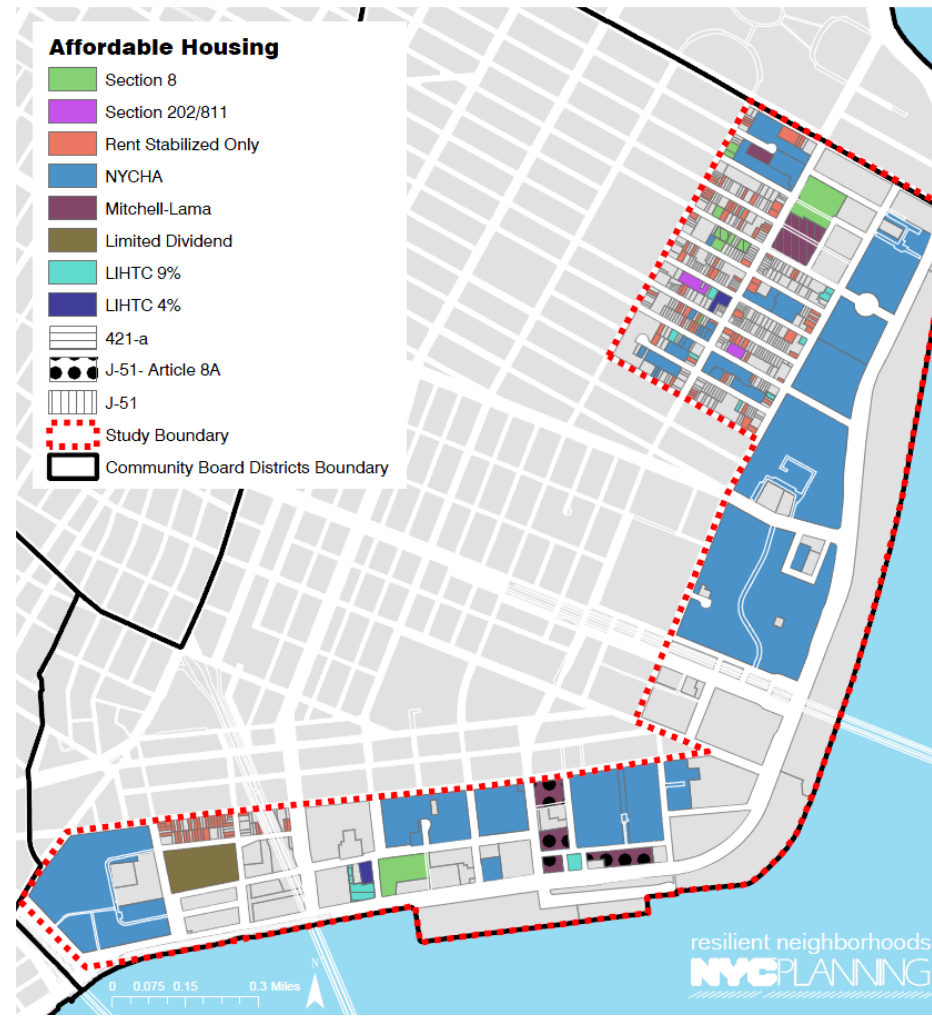 Affordable Housing
Section 8
Section 202/811
Rent Stabilized Only
NYCHA
Mitchell-Lama
Limited Dividend
LIHTC 9%
LIHTC 4%
421-a
J-51- Article 8A
J-51
Study Boundary
Community Board Districts Boundary
resilient neighborhoods
NYCPLANNING
N
0 0.075 0.15 0.3 Miles